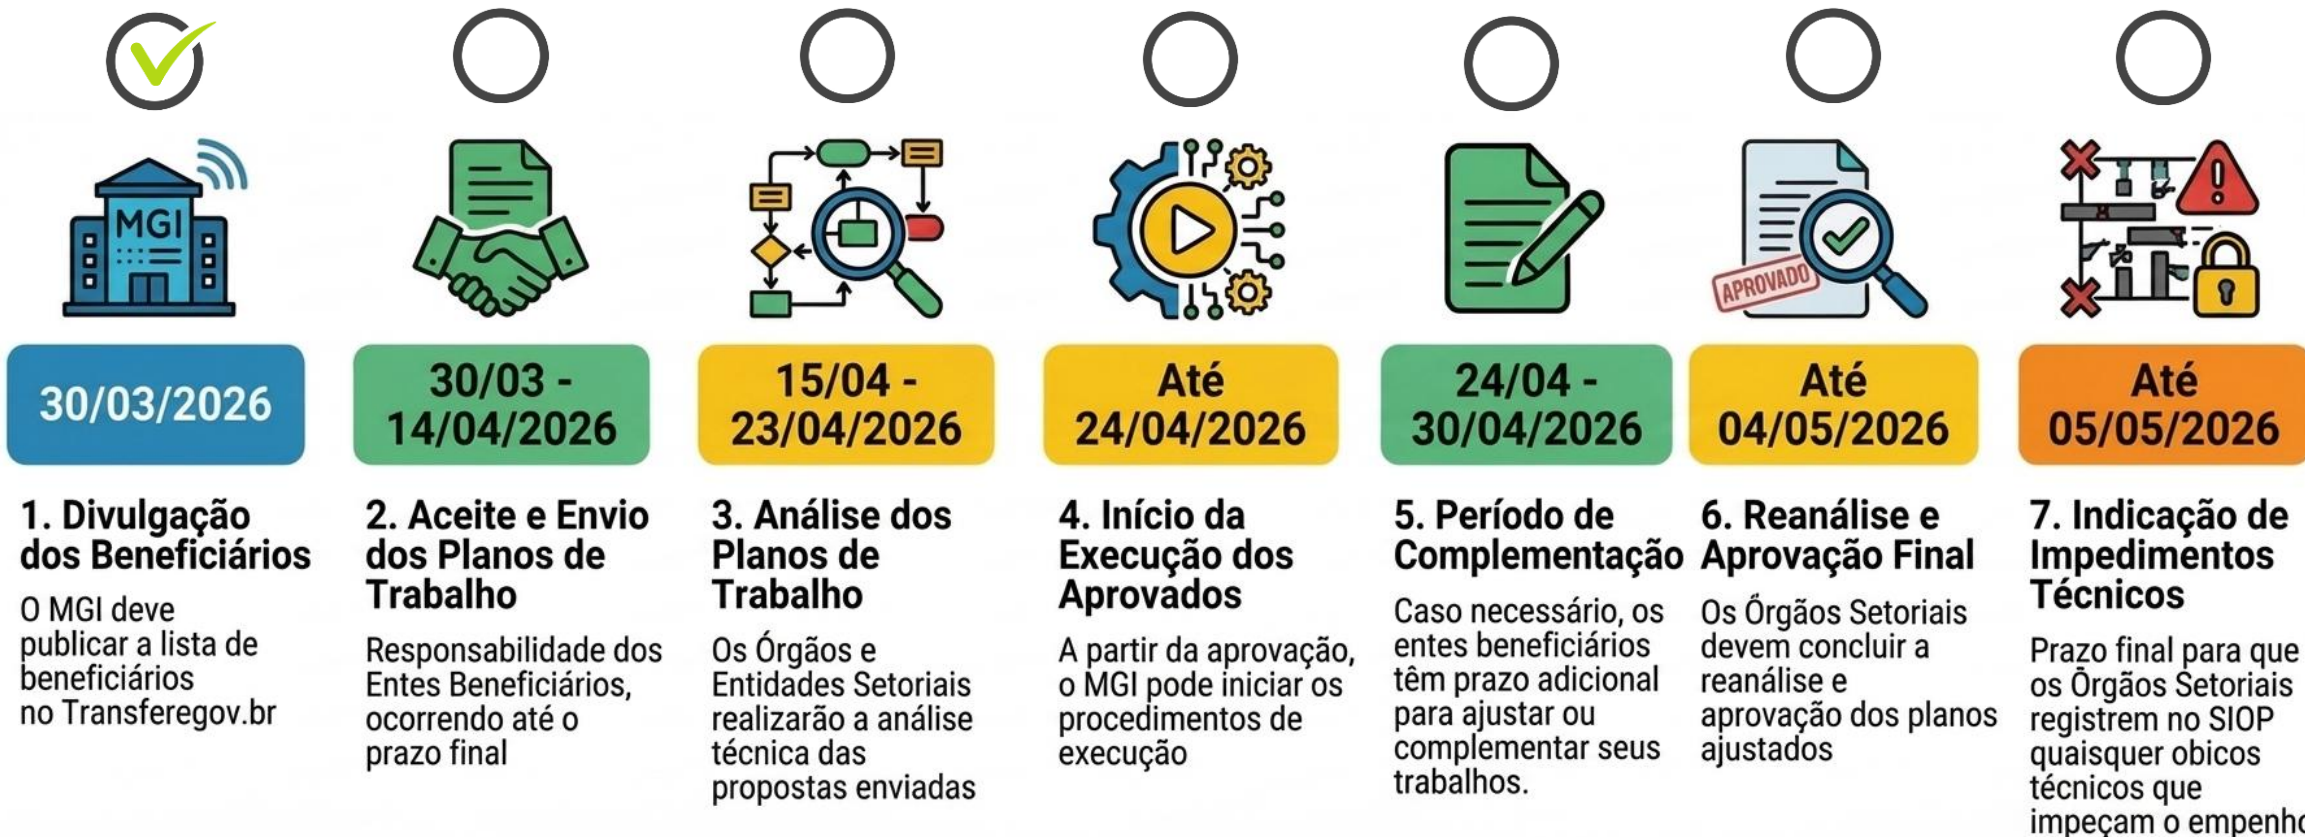 MGI
APROVADO
30/03/2026
30/03 -
14/04/2026
15/04 -
23/04/2026
Até
24/04/2026
24/04 -
30/04/2026
Até
04/05/2026
Até
05/05/2026
1. Divulgação
dos Beneficiários
O MGI deve
publicar a lista de
beneficiários
no Transferegov.br
2. Aceite e Envio
dos Planos de
Trabalho
Responsabilidade dos
Entes Beneficiários,
ocorrendo até o
prazo final
3. Análise dos
Planos de
Trabalho
Os Órgãos e
Entidades Setoriais
realizarão a análise
técnica das
propostas enviadas
4. Início da
Execução dos
Aprovados
A partir da aprovação,
o MGI pode iniciar os
procedimentos de
execução
5. Período de
Complementação
Caso necessário, os
entes beneficiários
têm prazo adicional
para ajustar ou
complementar seus
trabalhos.
6. Reanálise e
Aprovação Final
Os Órgãos Setoriais
devem concluir a
reanálise e
aprovação dos planos
ajustados
7. Indicação de
Impedimentos
Técnicos
Prazo final para que
os Õrgãos Setoriais
registrem no SIOP
quaisquer obicos
técnicos que
impeçam o empenho